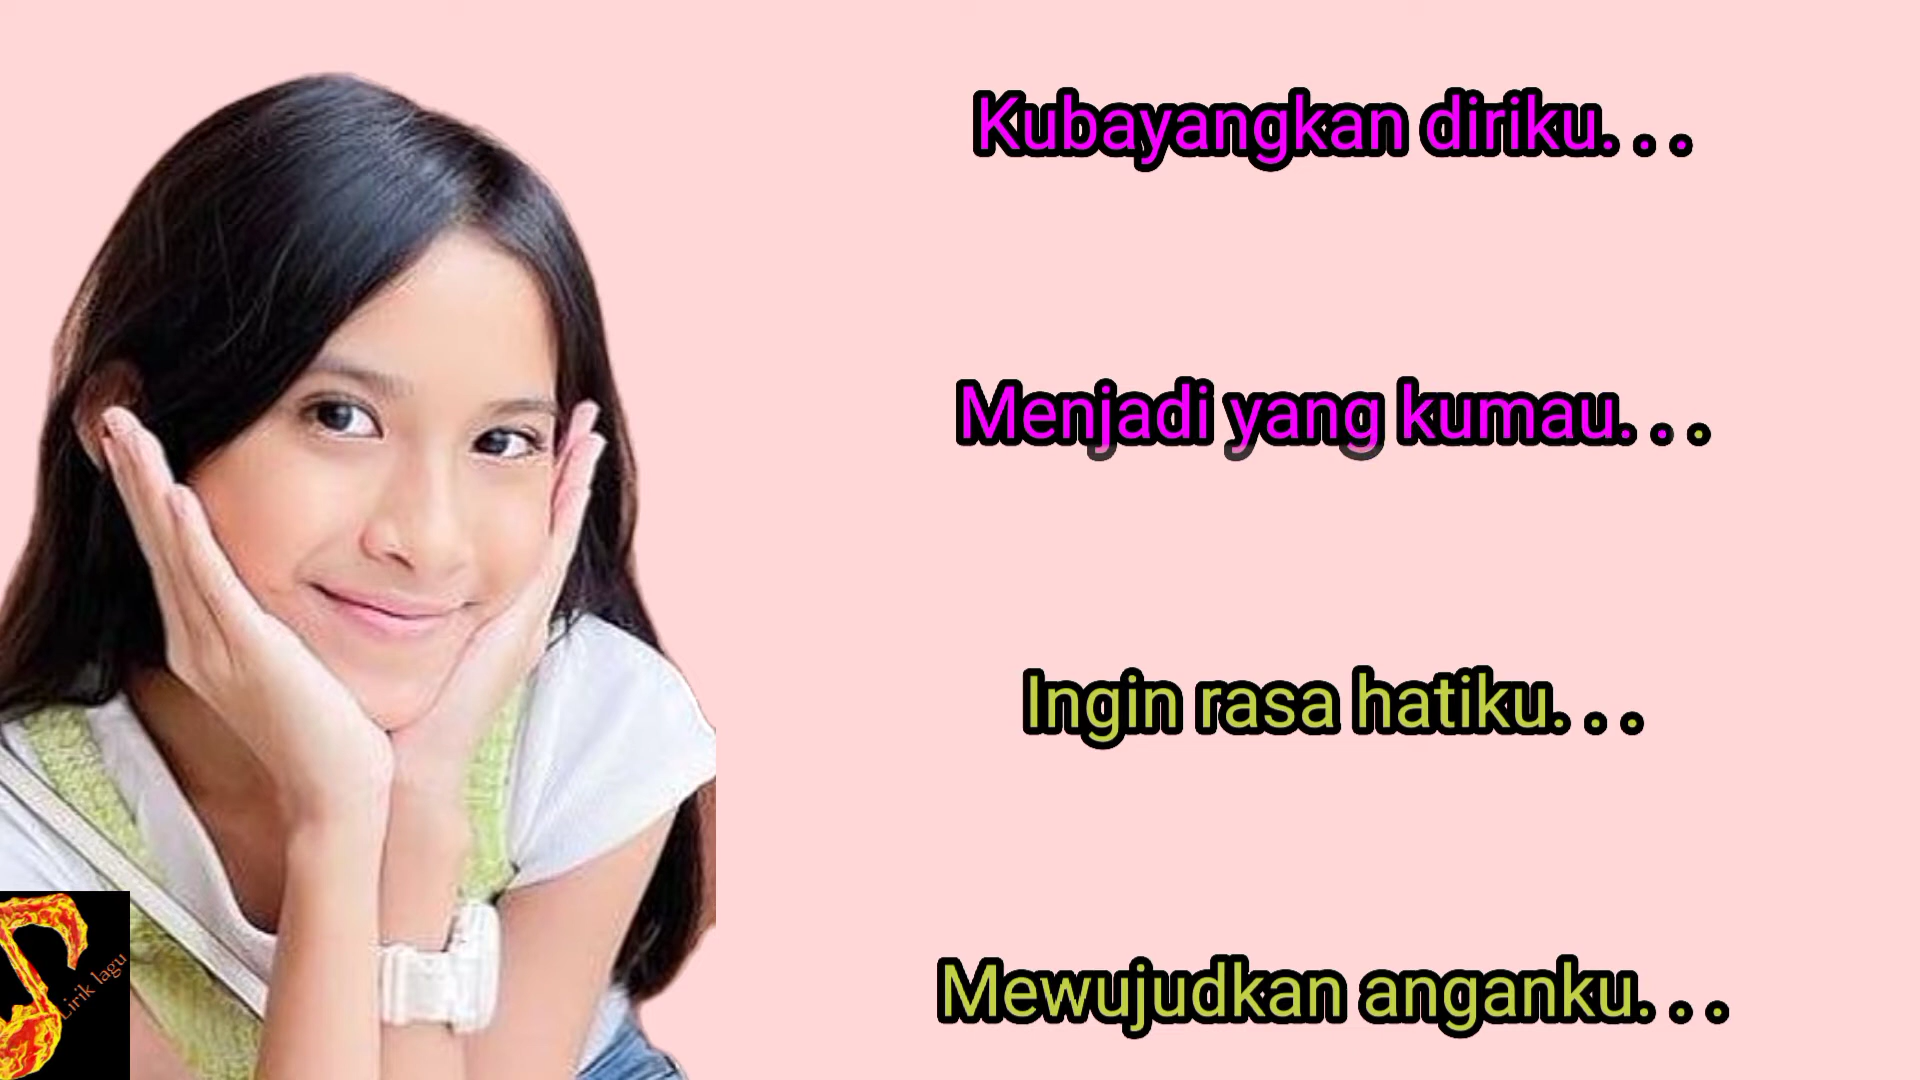 Kubayangkan diriku. . .
Menjadi yang kumau. . .
Ingin rasa hatiku. . .
Mewujudkan anganku. . .
Lirik lagu